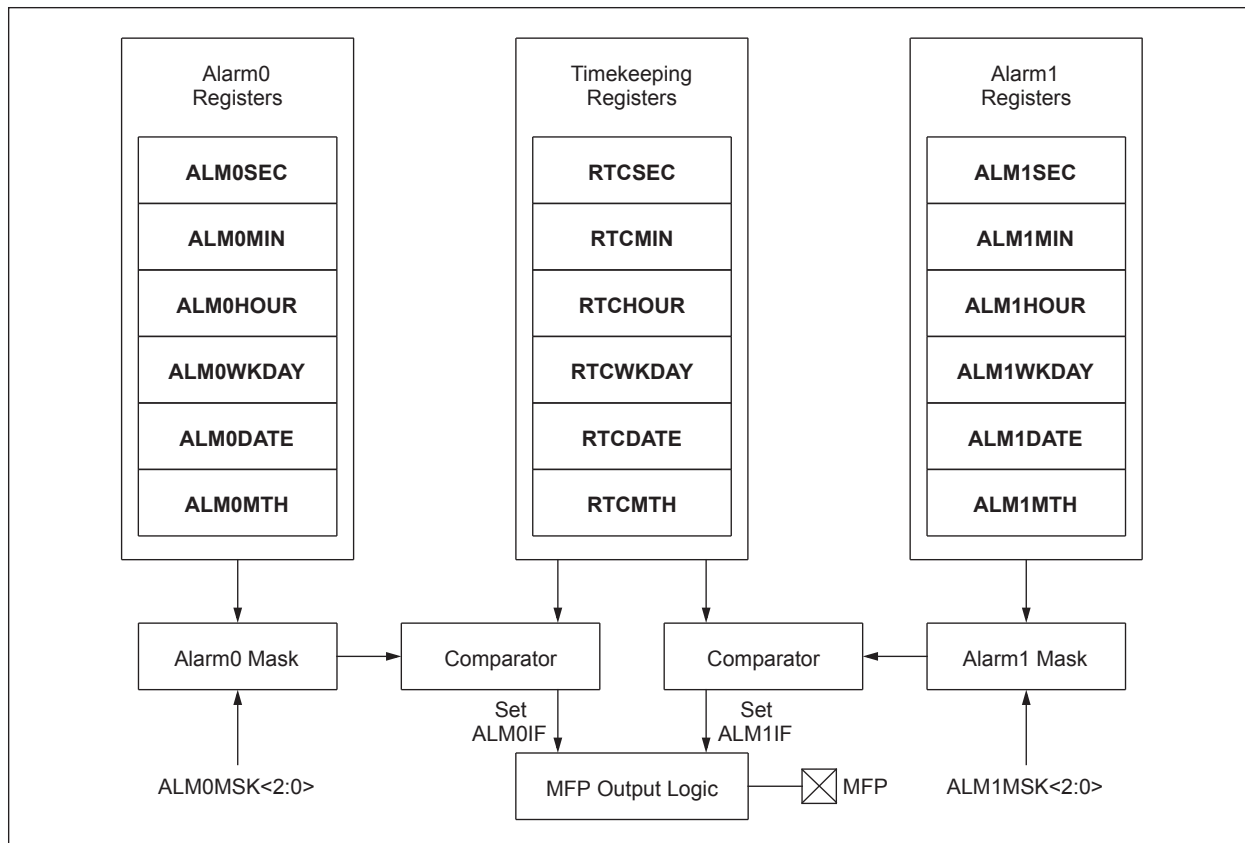 Alarm0
Registers
ALM0SEC
ALM0MIN
ALM0HOUR
ALM0WKDAY
ALM0DATE
ALM0MTH
Timekeeping
Registers
RTCSEC
RTCMIN
RTCHOUR
RTCWKDAY
RTCDATE
RTCMTH
Alarm1
Registers
ALM1SEC
ALM1MIN
ALM1HOUR
ALM1WKDAY
ALM1DATE
ALM1MTH
Alarm0 Mask
Comparator
Comparator
Alarm1 Mask
Set
ALM0IF
Set
ALM1IF
ALM0MSK<2:0>
MFP Output Logic
MFP
ALM1MSK<2:0>